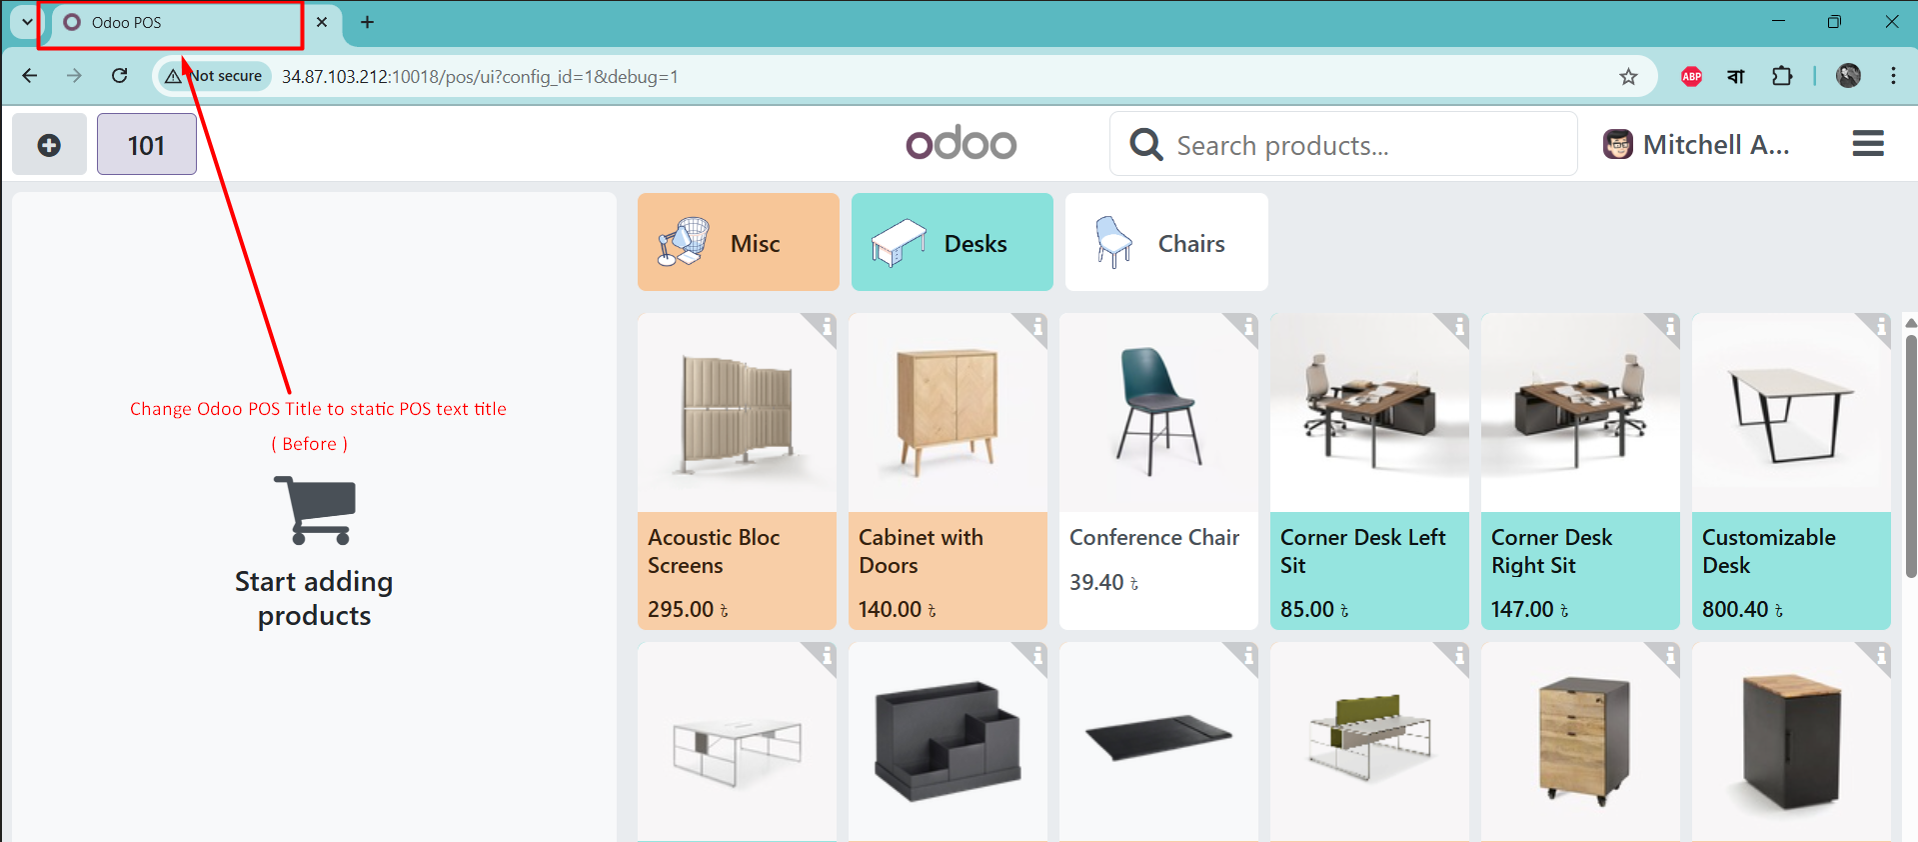 Odoo POS
Not secure
34.87.103.212:10018/pos/ui?config_id=1&debug=1
ABP
বা
101
odoo
Search products...
Mitchell A...
Misc
Desks
Chairs
Change Odoo POS Title to static POS text title
( Before )
Start adding
products
Acoustic Bloc
Screens
295.00 ৳
Cabinet with
Doors
140.00 ৳
Conference Chair
39.40 ৳
Corner Desk Left
Sit
85.00 ৳
Corner Desk
Right Sit
147.00 ৳
Customizable
Desk
800.40 ৳